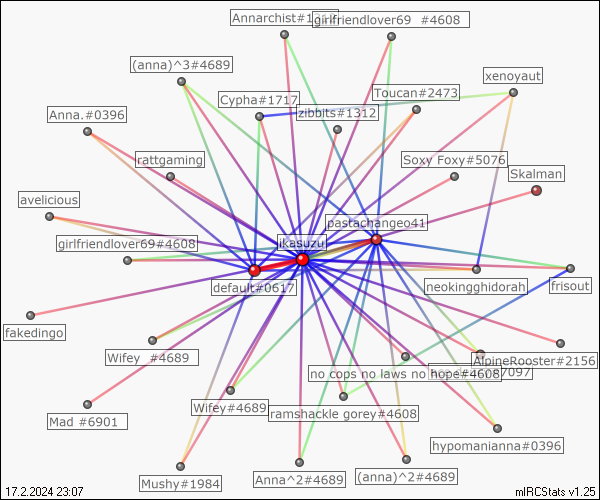 Annarchist#1
girlfriendlover69 #4608
(anna)^3#4689
xenoyaut
Toucan#2473
Cypha#1717
zibbits#1312
Anna.#0396
rattgaming
Soxy Foxy#5076
Skalman
avelicious
pastachangeo41
girlfriendlover69#4608
ikasuzu
default#0617
neokingghidorah
frisout
fakedingo
Wifey #4689
AlpineRooster#2156
no cops no laws no hope#4608
7097
Wifey#4689
ramshackle gorey#4608
Mad #6901
hypomanianna#0396
Mushy#1984
Anna^2#4689
(anna)^2#4689
17.2.2024 23:07
mIRCStats v1.25